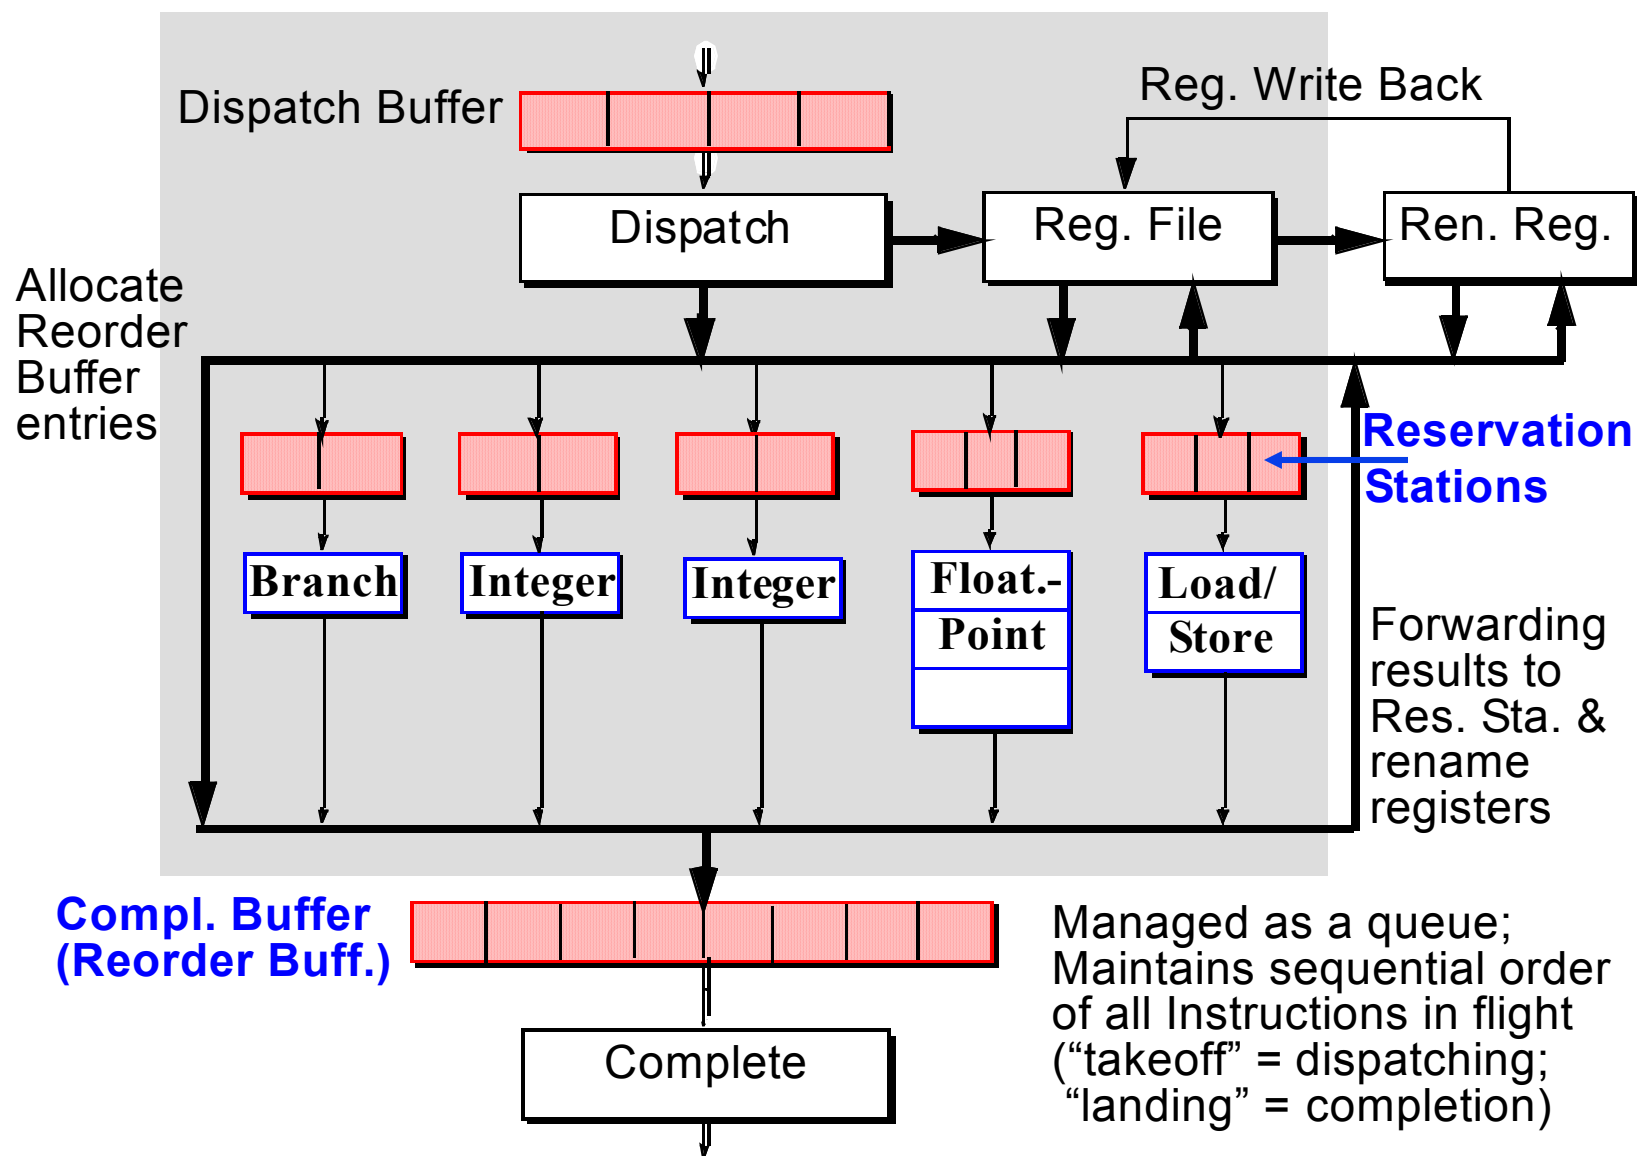 Reg. Write Back
Dispatch Buffer
Dispatch
Reg. File
Ren. Reg.
Allocate
Reorder
Buffer
entries
Reservation
Stations
Branch
Integer
Integer
Float.-
Point
Load/
Store
Forwarding
results to
Res. Sta. &
rename
registers
Compl. Buffer
(Reorder Buff.)
Managed as a queue;
Maintains sequential order
of all Instructions in flight
(“takeoff” = dispatching;
“landing” = completion)
Complete